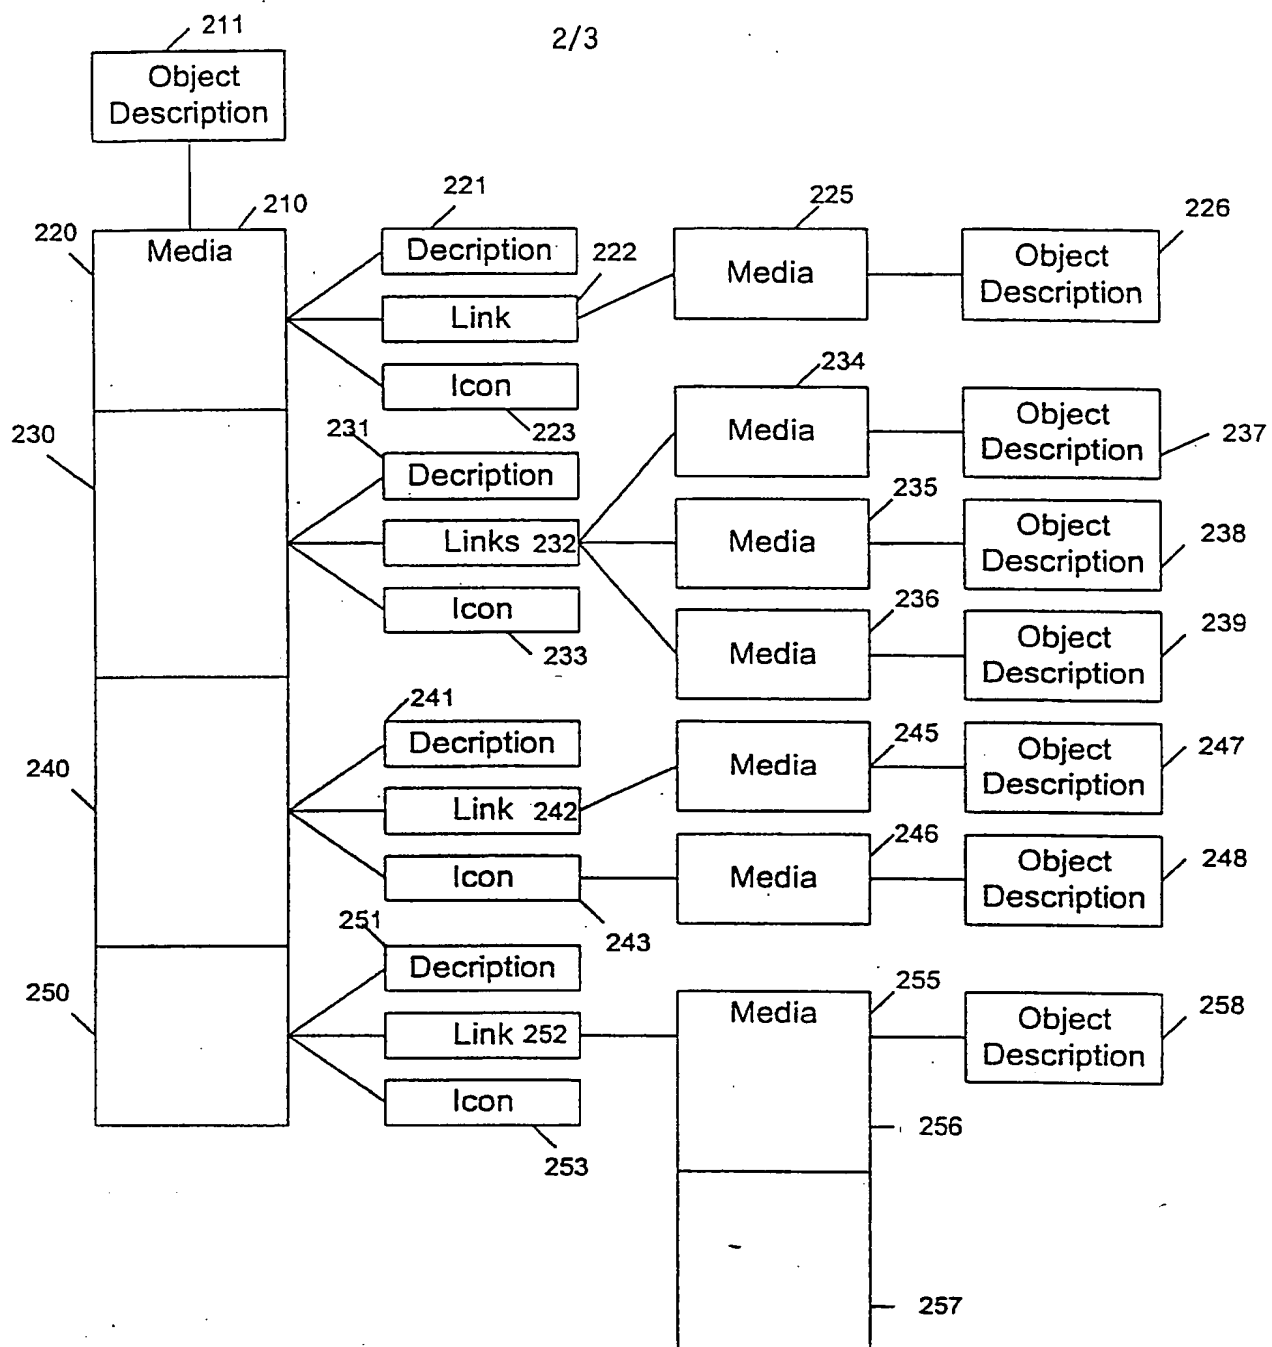 211
2/3
Object
Description
210
220
Media
221
Decription
222
Link
Icon
223
225
Media
226
Object
Description
230
231
Decription
Links 232
Icon
233
234
Media
Object
Description
237
235
Media
Object
Description
238
236
Media
Object
Description
239
240
241
Decription
Link 242
Icon
243
245
Media
Object
Description
247
246
Media
Object
Description
248
250
251
Decription
Link 252
Icon
253
255
Media
Object
Description
258
256
257